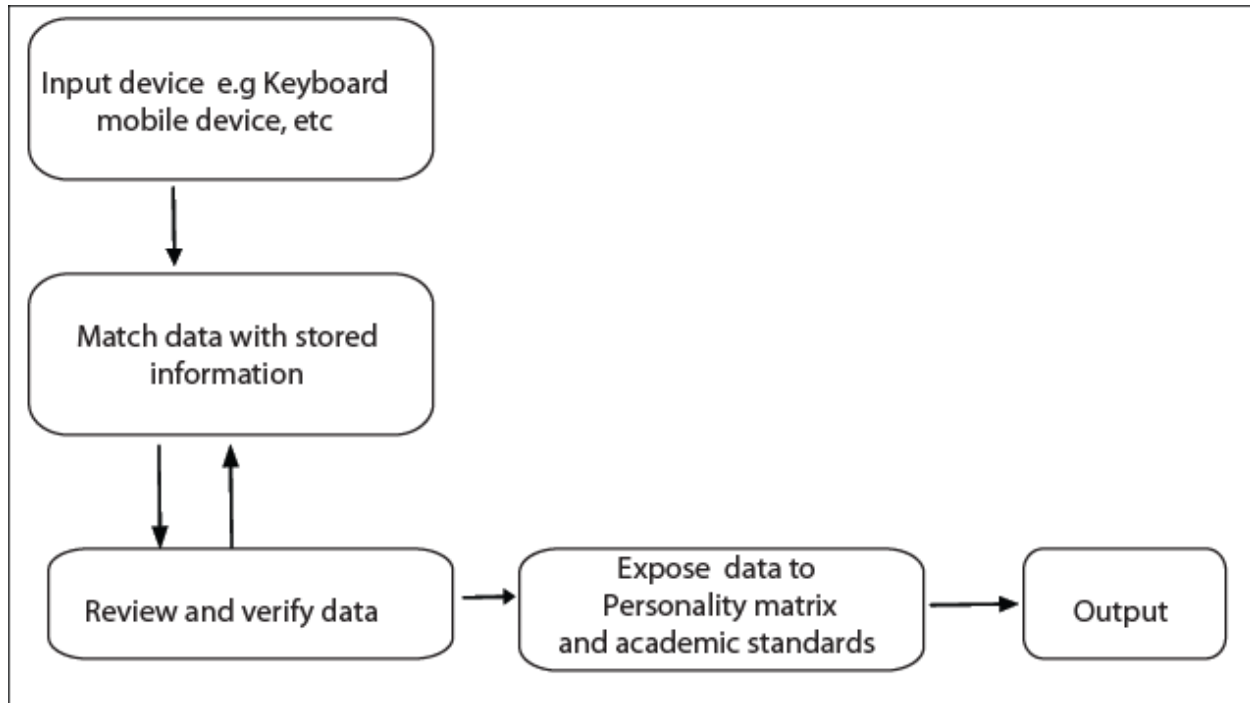 Input device e.g Keyboard
mobile device, etc
Match data with stored
information
Review and verify data
Expose data to
Personality matrix
and academic standards
Output